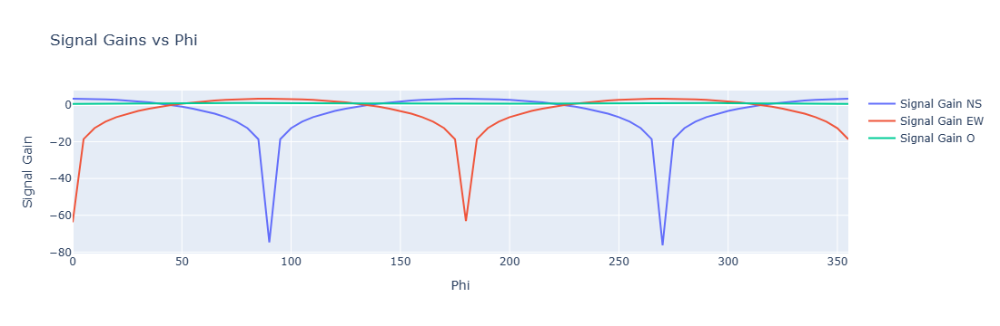 Signal Gains vs Phi
Signal Gain
0
−20
−40
−60
−80
0 50 100 150 200 250 300 350
Phi
Signal Gain NS
Signal Gain EW
Signal Gain O